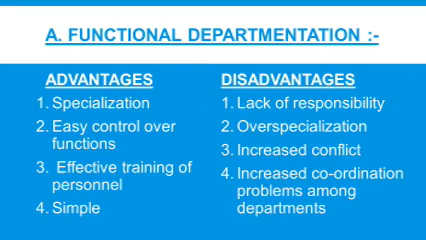 A. FUNCTIONAL DEPARTMENTATION :-
ADVANTAGES
1. Specialization
2. Easy control over
functions
3. Effective training of
personnel
4. Simple
DISADVANTAGES
1. Lack of responsibility
2. Overspecialization
3. Increased conflict
4. Increased co-ordination
problems among
departments